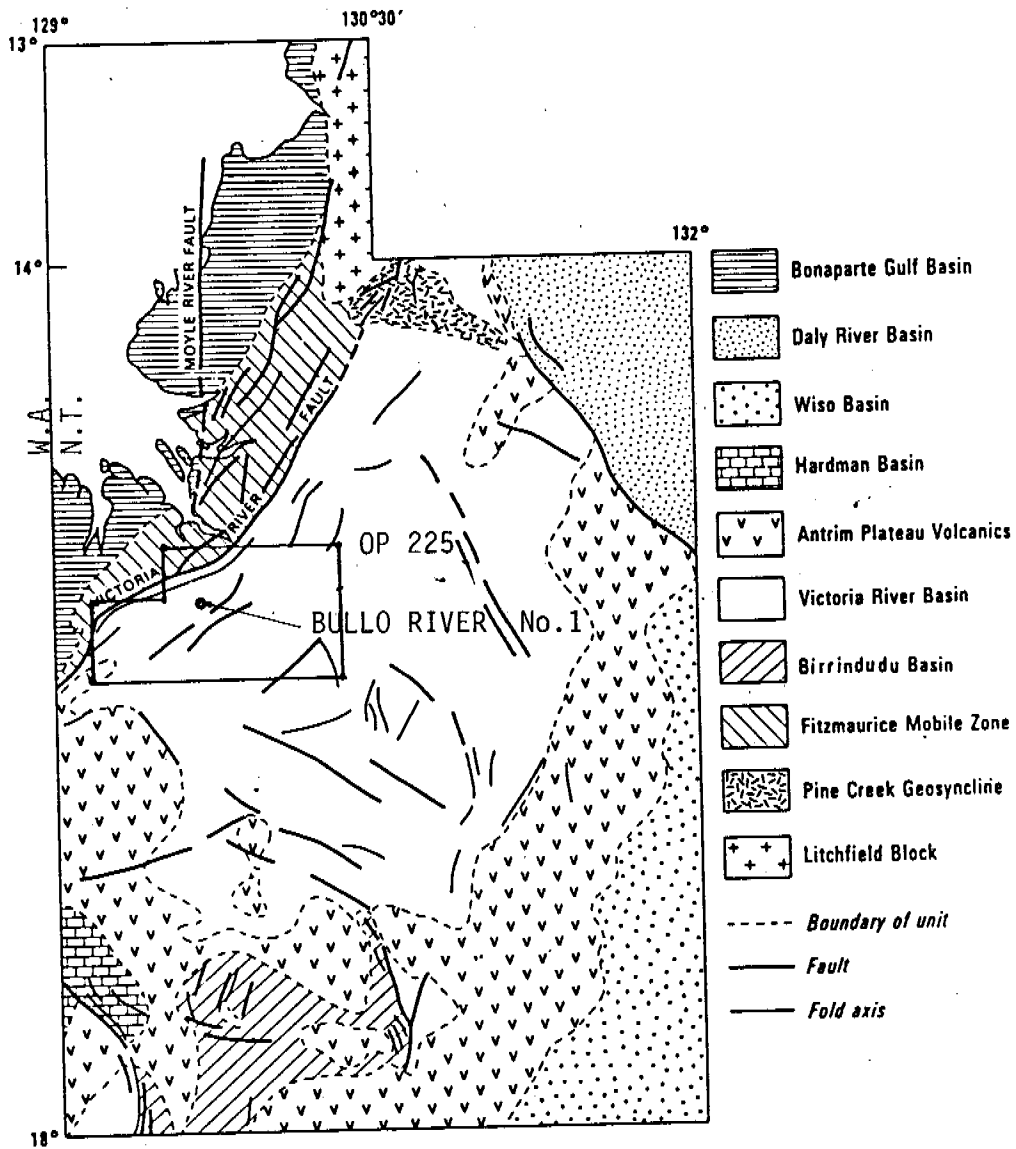 129°
130°30′
13°
MOYLE RIVER FAULT
14°
132°
W.A.
N.T.
FAULT
RIVER
VICTORIA
OP 225
BULLO RIVER No.1
18°
Bonaparte Gulf Basin
Daly River Basin
Wiso Basin
Hardman Basin
Antrim Plateau Volcanics
Victoria River Basin
Birrindudu Basin
Fitzmaurice Mobile Zone
Pine Creek Geosyncline
Litchfield Block
Boundary of unit
Fault
Fold axis